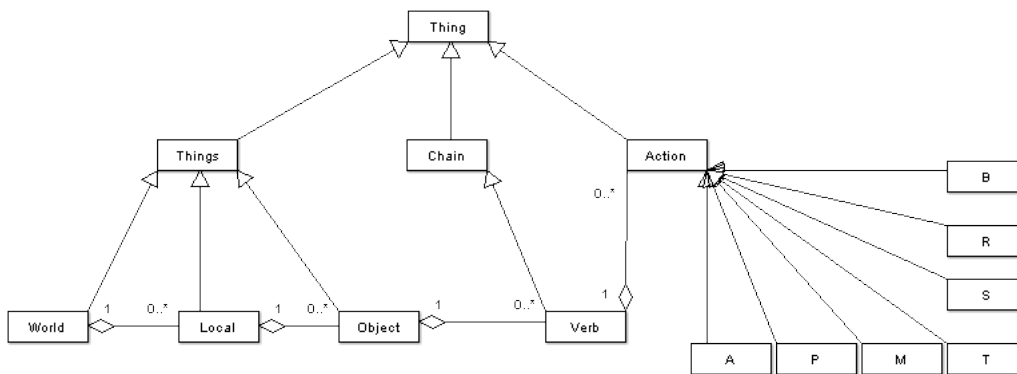 Thing
Things
Chain
Action
B
0..*
R
S
1
0..*
1
0..*
1
0..*
1
World
Local
Object
Verb
A
P
M
T